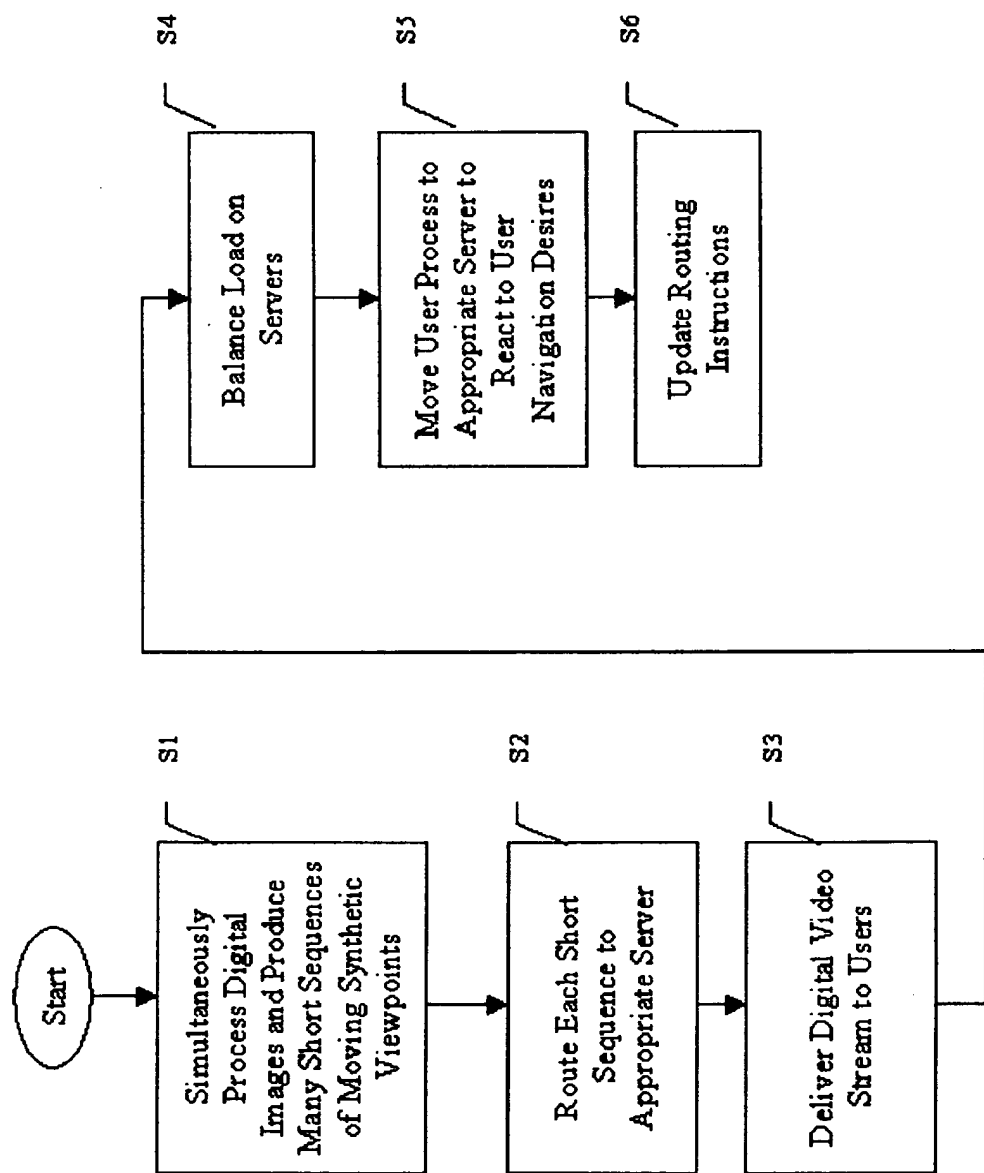 Start
S1
Simultaneously
Process Digital
Images and Produce
Many Short Sequences
of Moving Synthetic
Viewpoints
S2
Route Each Short
Sequence to
Appropriate Server
S3
Deliver Digital Video
Stream to Users
S4
Balance Load on
Servers
S5
Move User Process to
Appropriate Server to
React to User
Navigation Desires
S6
Update Routing
Instructions